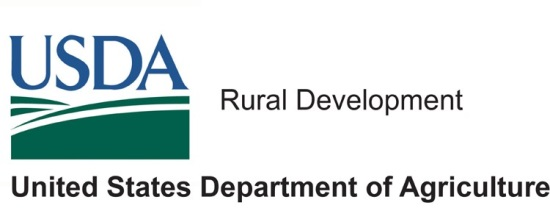 USDA
Rural Development
United States Department of Agriculture